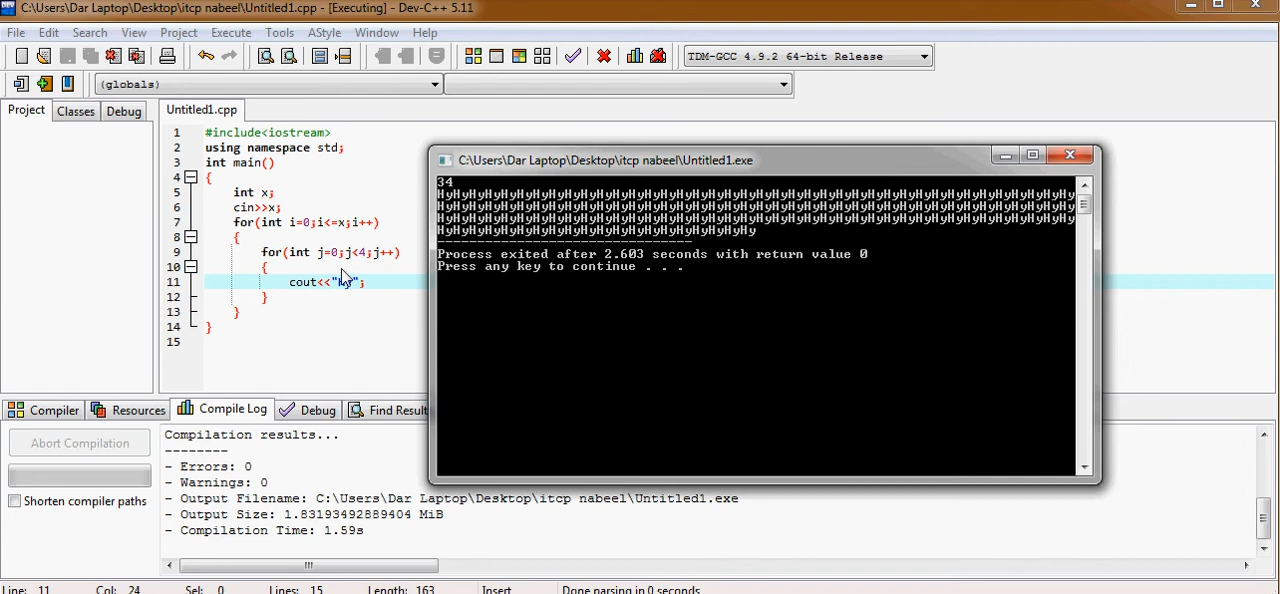 C:\Users\Dar Laptop\Desktop\itcp nabeel\Untitled1.cpp - [Executing] - Dev-C++ 5.11
File Edit Search View Project Execute Tools AStyle Window Help
TDM-GCC 4.9.2 64-bit Release
(globals)
Project Classes Debug Untitled1.cpp
1 #include<iostream>
2 using namespace std;
3 int main()
4 {
5 int x;
6 cin>>x;
7 for(int i=0;i<=x;i++)
8 {
9 for(int j=0;j<4;j++)
10 {
11 cout<<"Hy";
12 }
13 }
14 }
15
C:\Users\Dar Laptop\Desktop\itcp nabeel\Untitled1.exe
34
HyHyHyHyHyHyHyHyHyHyHyHyHyHyHyHyHyHyHyHyHyHyHyHyHyHyHyHyHyHyHyHyHyHyHyHyHyHyHyHy
HyHyHyHyHyHyHyHyHyHyHyHyHyHyHyHyHyHyHyHyHyHyHyHyHyHyHyHyHyHyHyHyHyHyHyHyHyHyHyHy
HyHyHyHyHyHyHyHyHyHyHyHyHyHyHyHyHyHyHyHyHyHyHyHyHyHyHyHyHyHyHyHyHyHyHyHyHyHyHyHy
HyHyHyHyHyHyHyHyHyHyHyHyHyHyHyHyHyHyHyHy
--------------------------------
Process exited after 2.603 seconds with return value 0
Press any key to continue . . .
Compiler Resources Compile Log Debug Find Result
Abort Compilation
Shorten compiler paths
Compilation results...
--------
- Errors: 0
- Warnings: 0
- Output Filename: C:\Users\Dar Laptop\Desktop\itcp nabeel\Untitled1.exe
- Output Size: 1.83193492889404 MiB
- Compilation Time: 1.59s
Line: 11 Col: 24 Sel: 0 Lines: 15 Length: 163 Insert Done parsing in 0 seconds